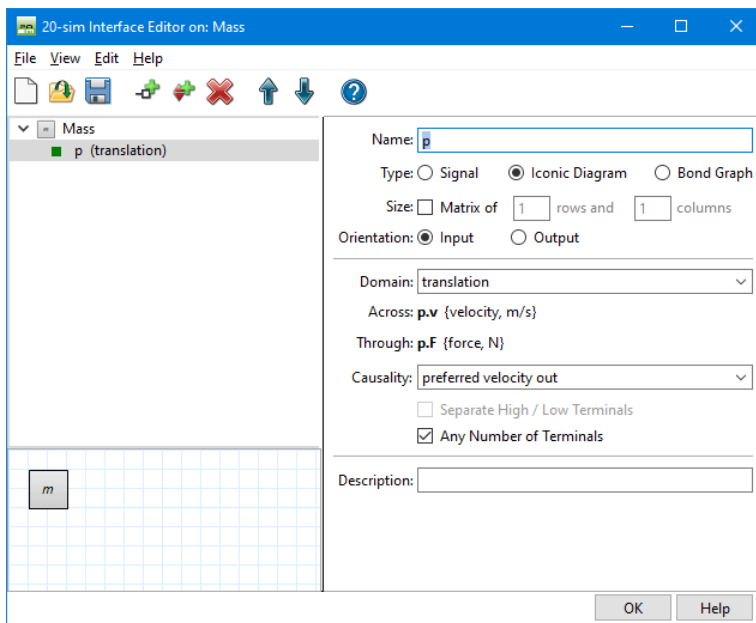 20-sim Interface Editor on: Mass
File View Edit Help
Mass
p (translation)
m
Name: p
Type: Signal Iconic Diagram Bond Graph
Size: Matrix of 1 rows and 1 columns
Orientation: Input Output
Domain: translation
Across: p.v {velocity, m/s}
Through: p.F {force, N}
Causality: preferred velocity out
Separate High / Low Terminals
Any Number of Terminals
Description:
OK Help